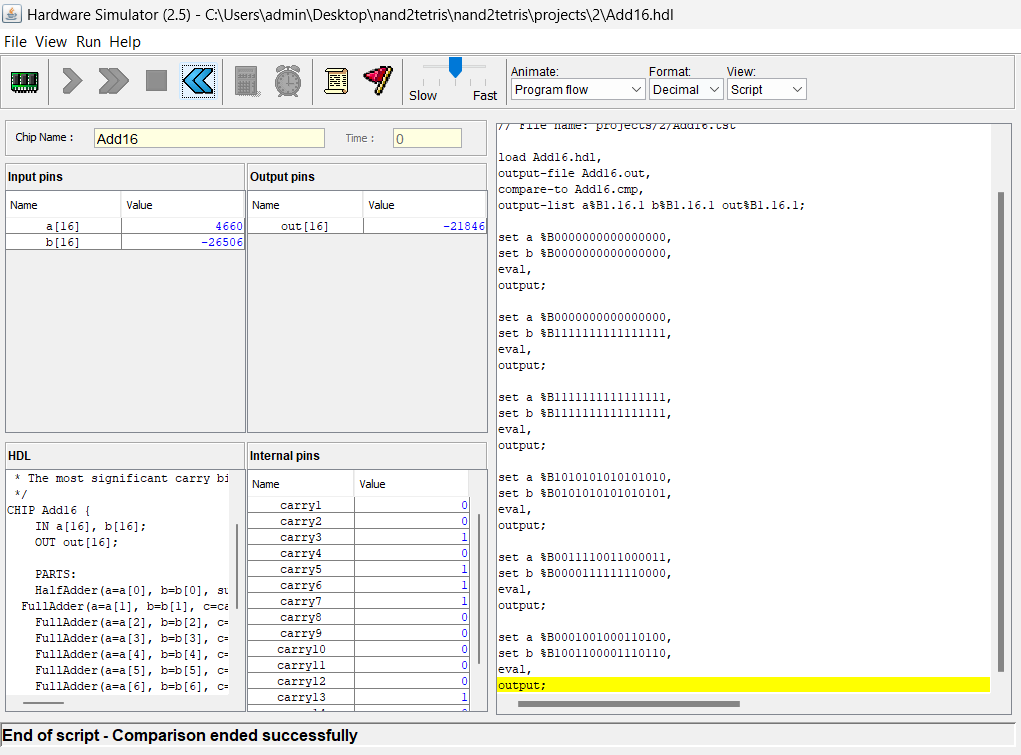 Hardware Simulator (2.5) - C:\Users\admin\Desktop\nand2tetris\nand2tetris\projects\2\Add16.hdl
File View Run Help
Slow Fast
Animate: Format: View:
Program flow Decimal Script
Chip Name : Add16 Time : 0
Input pins
Name Value
a[16] 4660
b[16] -26506
Output pins
Name Value
out[16] -21846
HDL
* The most significant carry bi
*/
CHIP Add16 {
IN a[16], b[16];
OUT out[16];
PARTS:
HalfAdder(a=a[0], b=b[0], su
FullAdder(a=a[1], b=b[1], c=ca
FullAdder(a=a[2], b=b[2], c=
FullAdder(a=a[3], b=b[3], c=
FullAdder(a=a[4], b=b[4], c=
FullAdder(a=a[5], b=b[5], c=
FullAdder(a=a[6], b=b[6], c=
Internal pins
Name Value
carry1 0
carry2 0
carry3 1
carry4 0
carry5 1
carry6 1
carry7 1
carry8 0
carry9 0
carry10 0
carry11 0
carry12 0
carry13 1
// File name: projects/2/Add16.tst
load Add16.hdl,
output-file Add16.out,
compare-to Add16.cmp,
output-list a%B1.16.1 b%B1.16.1 out%B1.16.1;
set a %B0000000000000000,
set b %B0000000000000000,
eval,
output;
set a %B0000000000000000,
set b %B1111111111111111,
eval,
output;
set a %B1111111111111111,
set b %B1111111111111111,
eval,
output;
set a %B1010101010101010,
set b %B0101010101010101,
eval,
output;
set a %B0011110011000011,
set b %B0000111111110000,
eval,
output;
set a %B0001001000110100,
set b %B1001100001110110,
eval,
output;
End of script - Comparison ended successfully